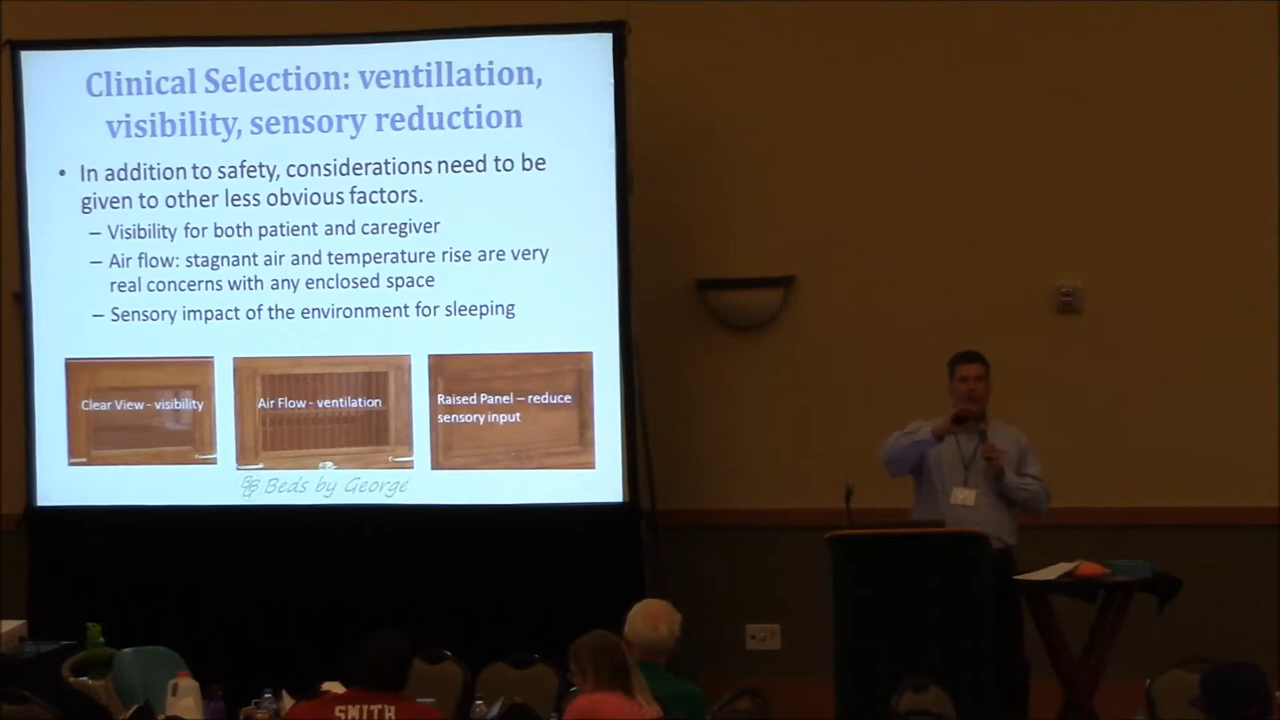 Clinical Selection: ventillation,
visibility, sensory reduction
• In addition to safety, considerations need to be
given to other less obvious factors.
– Visibility for both patient and caregiver
– Air flow: stagnant air and temperature rise are very
real concerns with any enclosed space
– Sensory impact of the environment for sleeping
Clear View - visibility
Air Flow - ventilation
Raised Panel – reduce
sensory input
Beds by George
SMITH